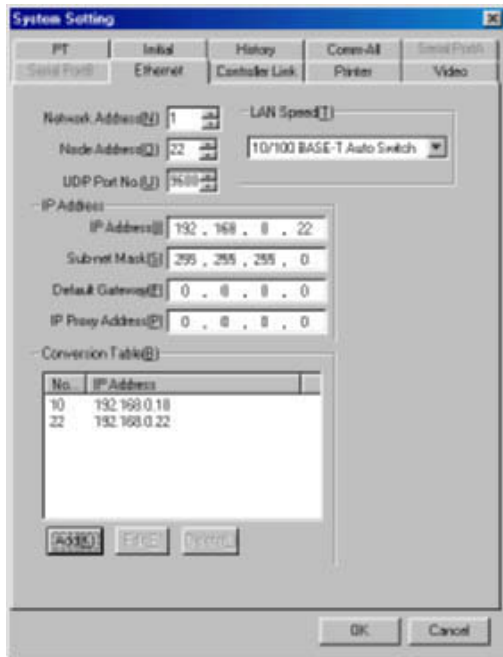 System Setting
PT Initial History Comm-All Serial PortA
Serial PortB Ethernet Controller Link Printer Video
Network Address(N) 1
Node Address(O) 22
UDP Port No.(U) 9600
LAN Speed(T)
10/100 BASE-T Auto Switch
IP Address
IP Address(I) 192 . 168 . 0 . 22
Sub-net Mask(S) 255 . 255 . 255 . 0
Default Gateway(F) 0 . 0 . 0 . 0
IP Proxy Address(P) 0 . 0 . 0 . 0
Conversion Table(B)
No. IP Address
10 192.168.0.18
22 192.168.0.22
Add(K) Edit(E) Delete(L)
OK Cancel